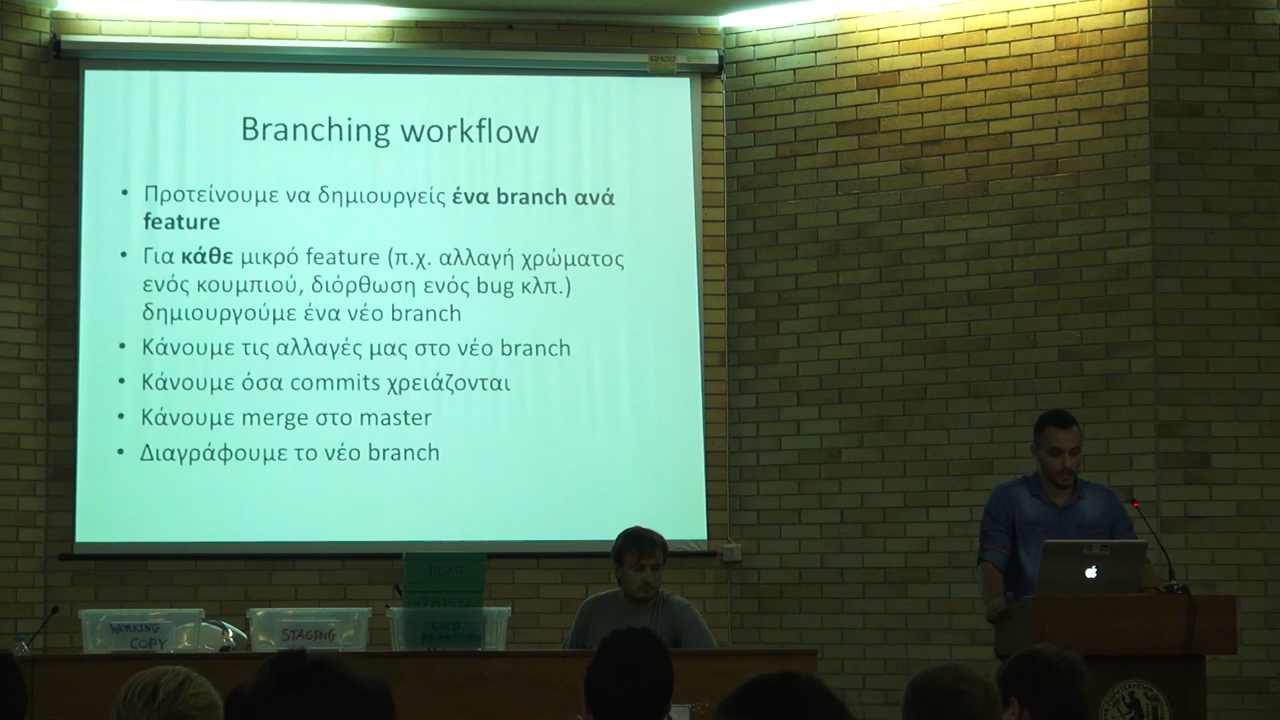 Branching workflow
• Προτείνουμε να δημιουργείς ένα branch ανά
feature
• Για κάθε μικρό feature (π.χ. αλλαγή χρώματος
ενός κουμπιού, διόρθωση ενός bug κλπ.)
δημιουργούμε ένα νέο branch
• Κάνουμε τις αλλαγές μας στο νέο branch
• Κάνουμε όσα commits χρειάζονται
• Κάνουμε merge στο master
• Διαγράφουμε το νέο branch
HEAD
WORKING
COPY
STAGING